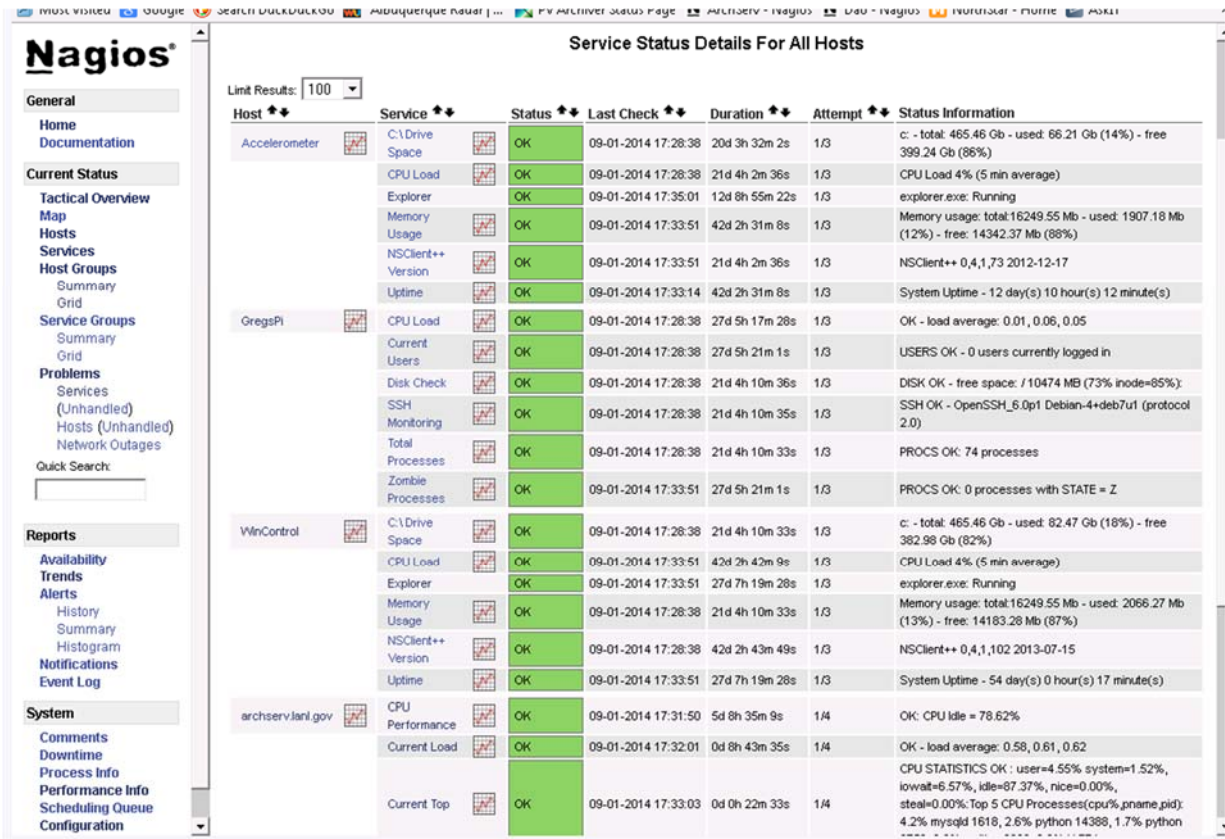 Most Visited Google Search DuckDuckGo Albuquerque Radar | ... PV Archiver Status Page ArchServ - Nagios Dao - Nagios NorthStar - Home AskIT
Nagios®
General
Home
Documentation
Current Status
Tactical Overview
Map
Hosts
Services
Host Groups
Summary
Grid
Service Groups
Summary
Grid
Problems
Services
(Unhandled)
Hosts (Unhandled)
Network Outages
Quick Search:
Reports
Availability
Trends
Alerts
History
Summary
Histogram
Notifications
Event Log
System
Comments
Downtime
Process Info
Performance Info
Scheduling Queue
Configuration
Service Status Details For All Hosts
Limit Results: 100
Host Service Status Last Check Duration Attempt Status Information
Accelerometer C:\ Drive Space OK 09-01-2014 17:28:38 20d 3h 32m 2s 1/3 c: - total: 465.46 Gb - used: 66.21 Gb (14%) - free
399.24 Gb (86%)
CPU Load OK 09-01-2014 17:28:38 21d 4h 2m 36s 1/3 CPU Load 4% (5 min average)
Explorer OK 09-01-2014 17:35:01 12d 8h 55m 22s 1/3 explorer.exe: Running
Memory Usage OK 09-01-2014 17:33:51 42d 2h 31m 8s 1/3 Memory usage: total:16249.55 Mb - used: 1907.18 Mb
(12%) - free: 14342.37 Mb (88%)
NSClient++ Version OK 09-01-2014 17:33:51 21d 4h 2m 36s 1/3 NSClient++ 0,4,1,73 2012-12-17
Uptime OK 09-01-2014 17:33:14 42d 2h 31m 8s 1/3 System Uptime - 12 day(s) 10 hour(s) 12 minute(s)
GregsPi CPU Load OK 09-01-2014 17:28:38 27d 5h 17m 28s 1/3 OK - load average: 0.01, 0.06, 0.05
Current Users OK 09-01-2014 17:28:38 27d 5h 21m 1s 1/3 USERS OK - 0 users currently logged in
Disk Check OK 09-01-2014 17:28:38 21d 4h 10m 36s 1/3 DISK OK - free space: / 10474 MB (73% inode=85%):
SSH Monitoring OK 09-01-2014 17:28:38 21d 4h 10m 35s 1/3 SSH OK - OpenSSH_6.0p1 Debian-4+deb7u1 (protocol
2.0)
Total Processes OK 09-01-2014 17:28:38 21d 4h 10m 33s 1/3 PROCS OK: 74 processes
Zombie Processes OK 09-01-2014 17:33:51 27d 5h 21m 1s 1/3 PROCS OK: 0 processes with STATE = Z
WinControl C:\ Drive Space OK 09-01-2014 17:28:38 21d 4h 10m 33s 1/3 c: - total: 465.46 Gb - used: 82.47 Gb (18%) - free
382.98 Gb (82%)
CPU Load OK 09-01-2014 17:33:51 42d 2h 42m 9s 1/3 CPU Load 4% (5 min average)
Explorer OK 09-01-2014 17:33:51 27d 7h 19m 28s 1/3 explorer.exe: Running
Memory Usage OK 09-01-2014 17:28:38 21d 4h 10m 33s 1/3 Memory usage: total:16249.55 Mb - used: 2066.27 Mb
(13%) - free: 14183.28 Mb (87%)
NSClient++ Version OK 09-01-2014 17:28:38 42d 2h 43m 49s 1/3 NSClient++ 0,4,1,102 2013-07-15
Uptime OK 09-01-2014 17:33:51 27d 7h 19m 28s 1/3 System Uptime - 54 day(s) 0 hour(s) 17 minute(s)
archserv.lanl.gov CPU Performance OK 09-01-2014 17:31:50 5d 8h 35m 9s 1/4 OK: CPU Idle = 78.62%
Current Load OK 09-01-2014 17:32:01 0d 8h 43m 35s 1/4 OK - load average: 0.58, 0.61, 0.62
Current Top OK 09-01-2014 17:33:03 0d 0h 22m 33s 1/4 CPU STATISTICS OK : user=4.55% system=1.52%,
iowait=6.57%, idle=87.37%, nice=0.00%,
steal=0.00%:Top 5 CPU Processes(cpu%,pname,pid):
4.2% mysqld 1618, 2.6% python 14388, 1.7% python